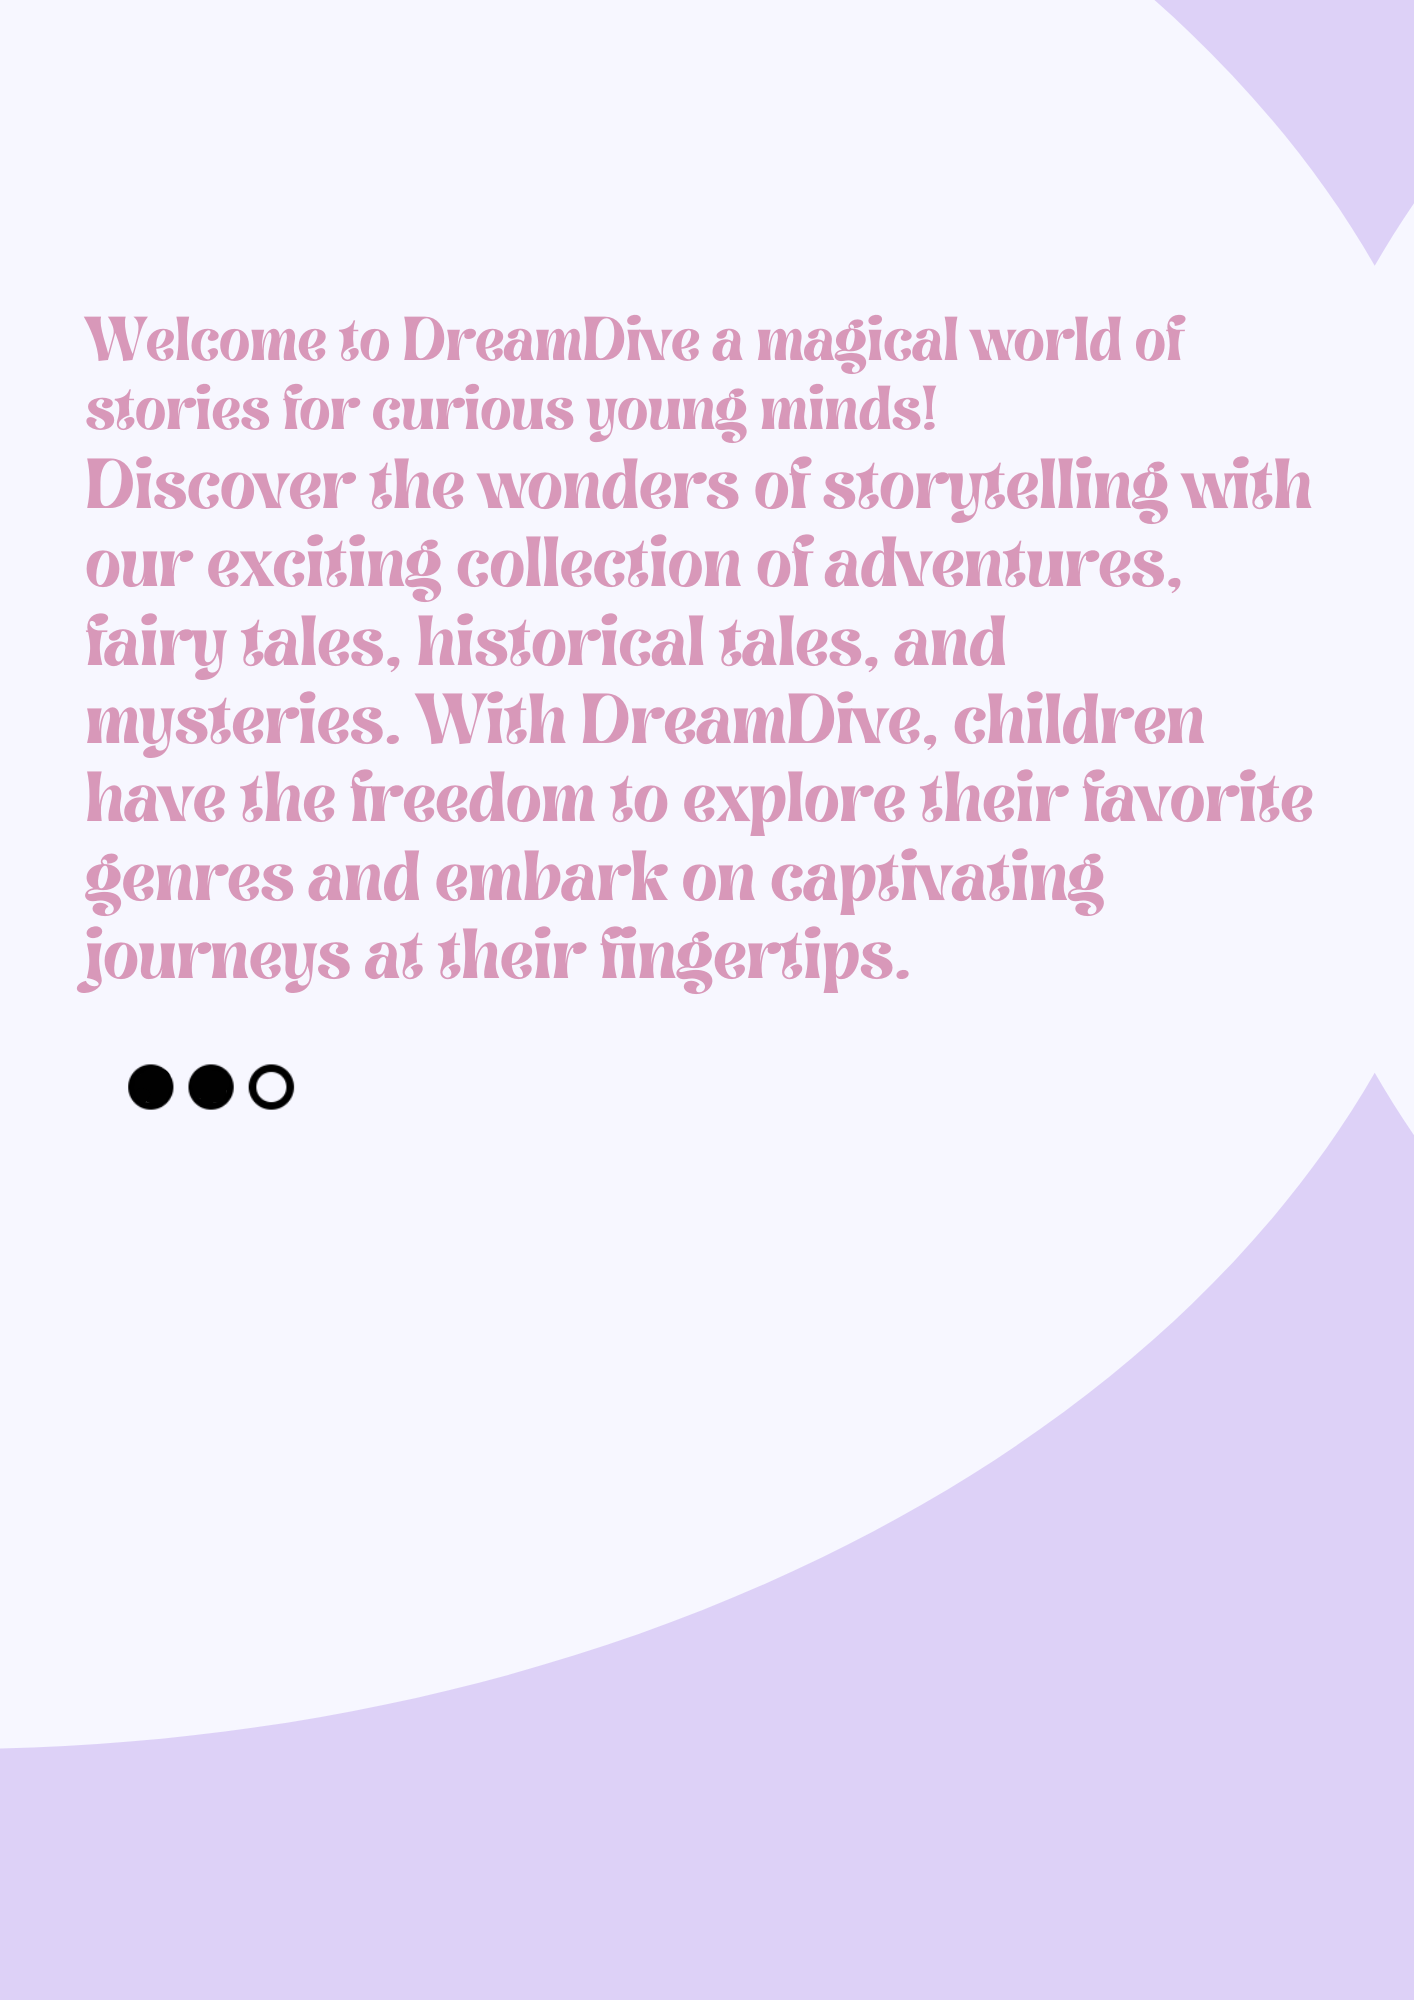 Welcome to DreamDive a magical world of
stories for curious young minds!
Discover the wonders of storytelling with
our exciting collection of adventures,
fairy tales, historical tales, and
mysteries. With DreamDive, children
have the freedom to explore their favorite
genres and embark on captivating
journeys at their fingertips.